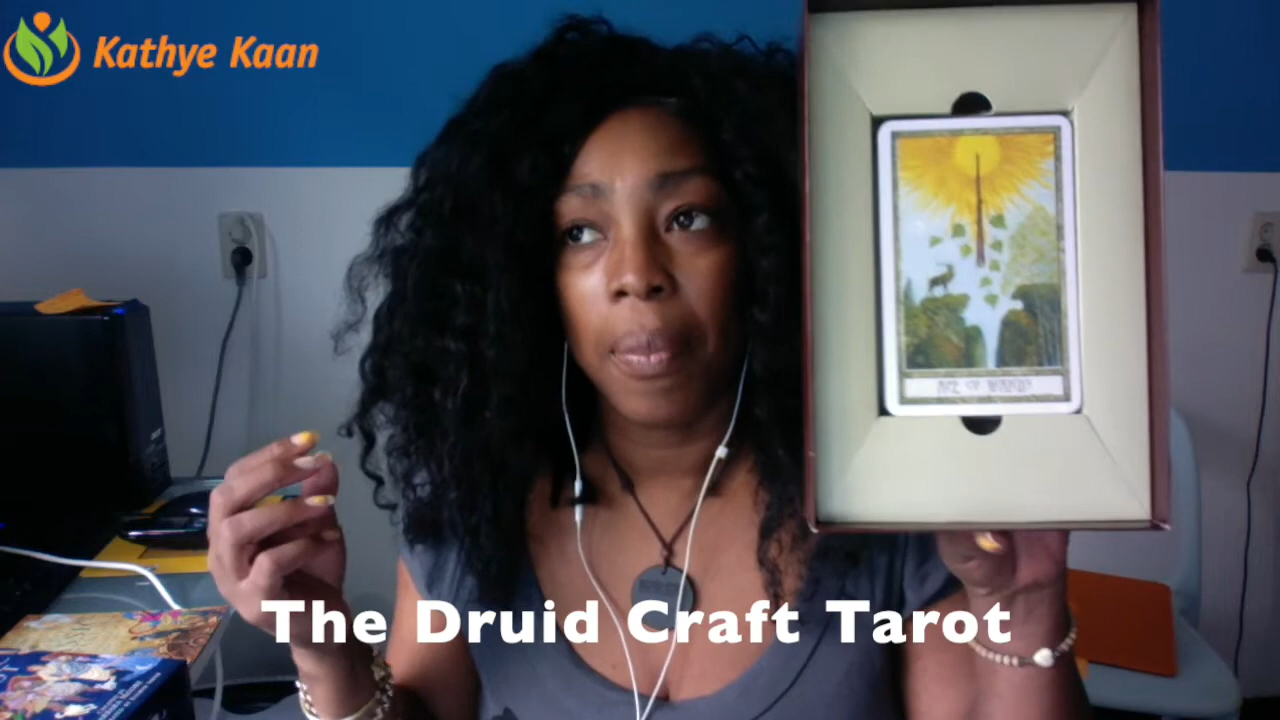 Kathye Kaan
ACE OF WANDS
The Druid Craft Tarot